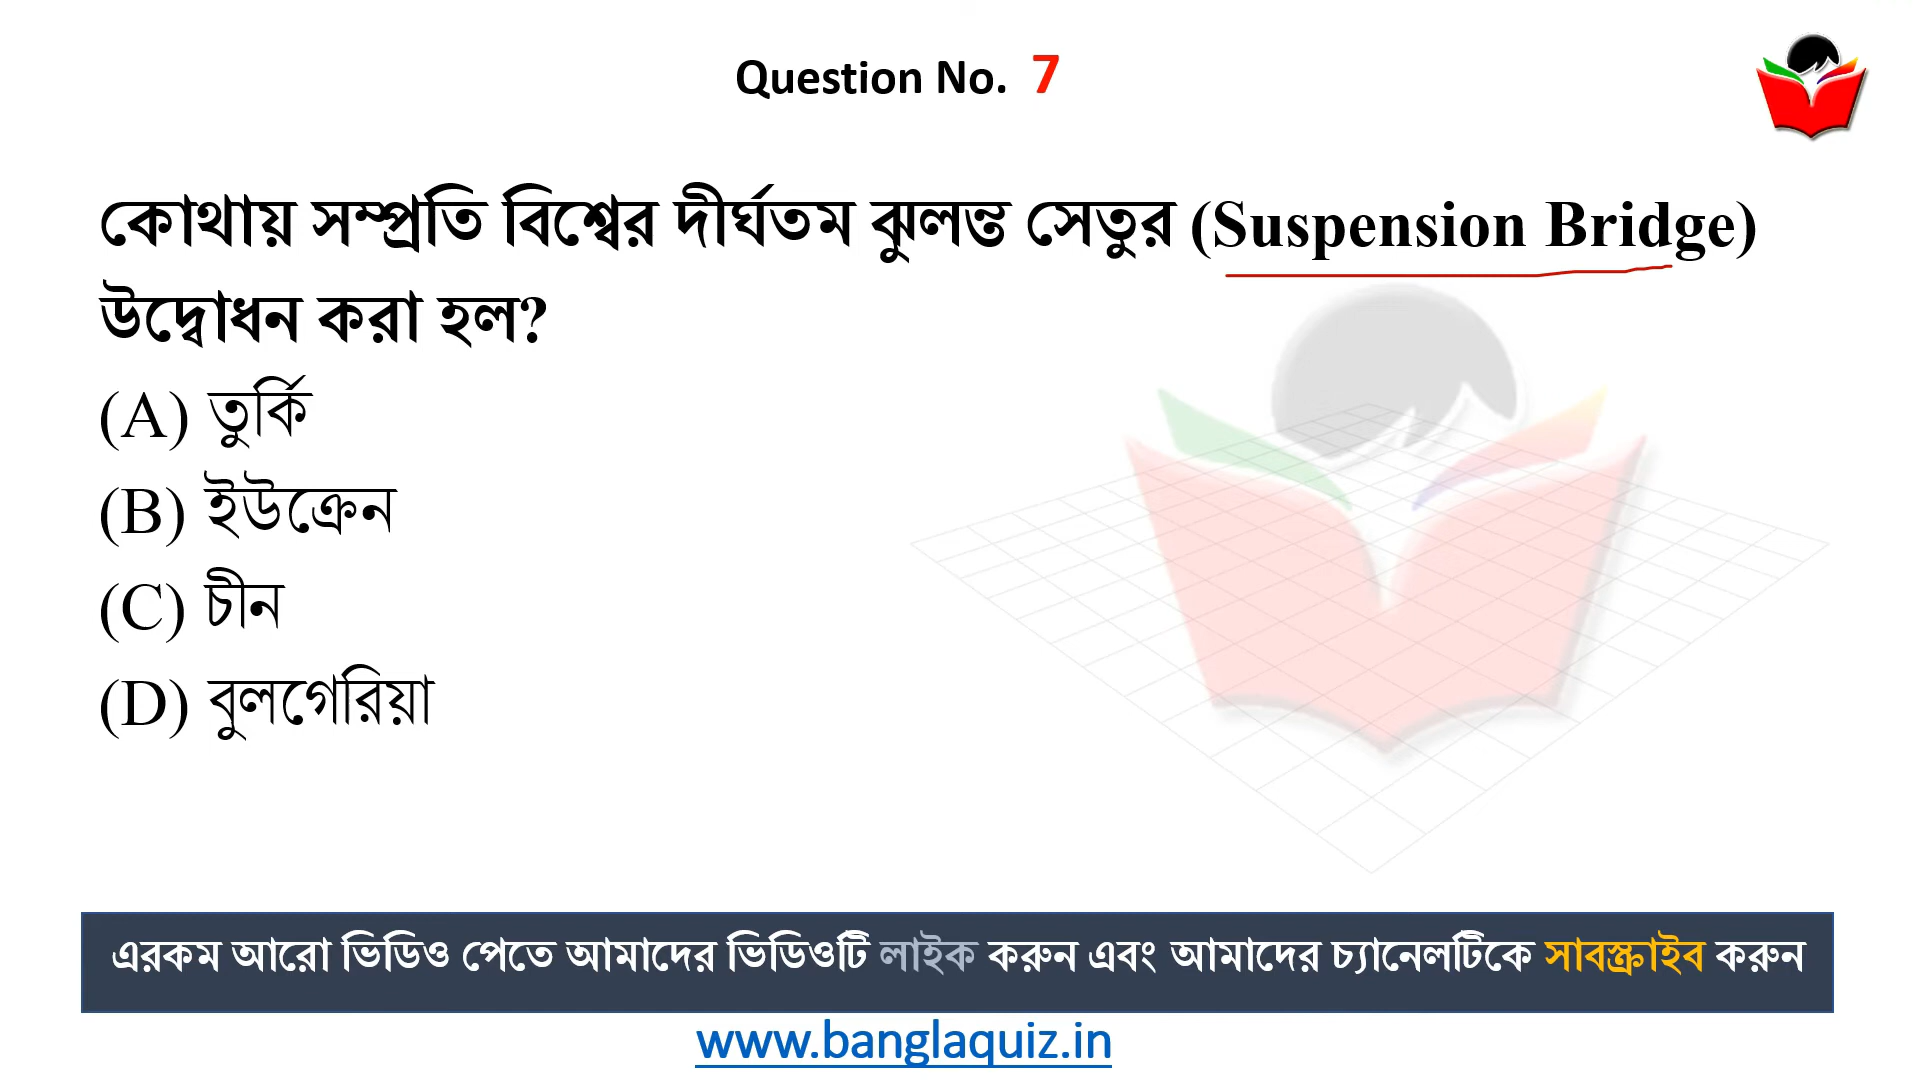 Question No. 7
কোথায় সম্প্রতি বিশ্বের দীর্ঘতম ঝুলন্ত সেতুর (Suspension Bridge)
উদ্বোধন করা হল?
(A) তুর্কি
(B) ইউক্রেন
(C) চীন
(D) বুলগেরিয়া
এরকম আরো ভিডিও পেতে আমাদের ভিডিওটি লাইক করুন এবং আমাদের চ্যানেলটিকে সাবস্ক্রাইব করুন
www.banglaquiz.in